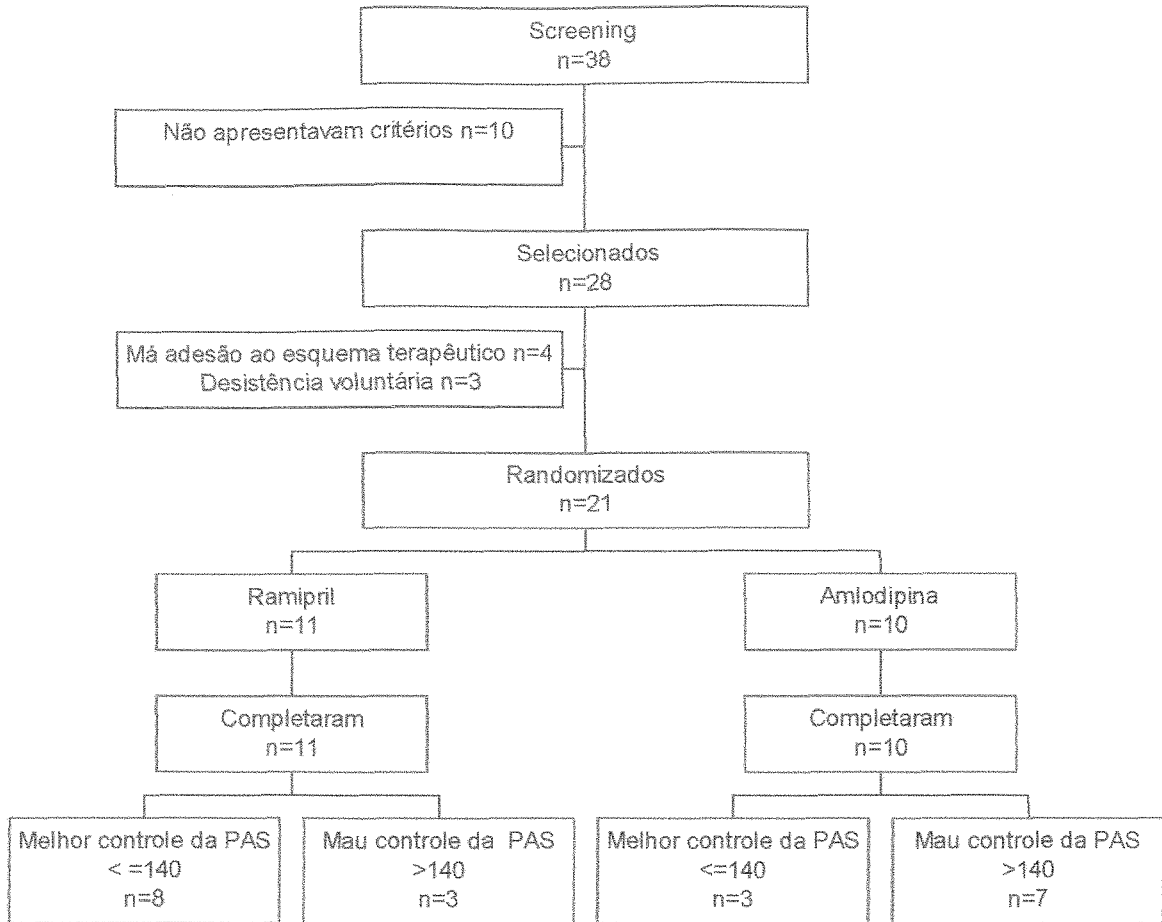 Screening
n=38
Não apresentavam critérios n=10
Selecionados
n=28
Má adesão ao esquema terapêutico n=4
Desistência voluntária n=3
Randomizados
n=21
Ramipril
n=11
Amlodipina
n=10
Completaram
n=11
Completaram
n=10
Melhor controle da PAS
< =140
n=8
Mau controle da PAS
>140
n=3
Melhor controle da PAS
<=140
n=3
Mau controle da PAS
>140
n=7